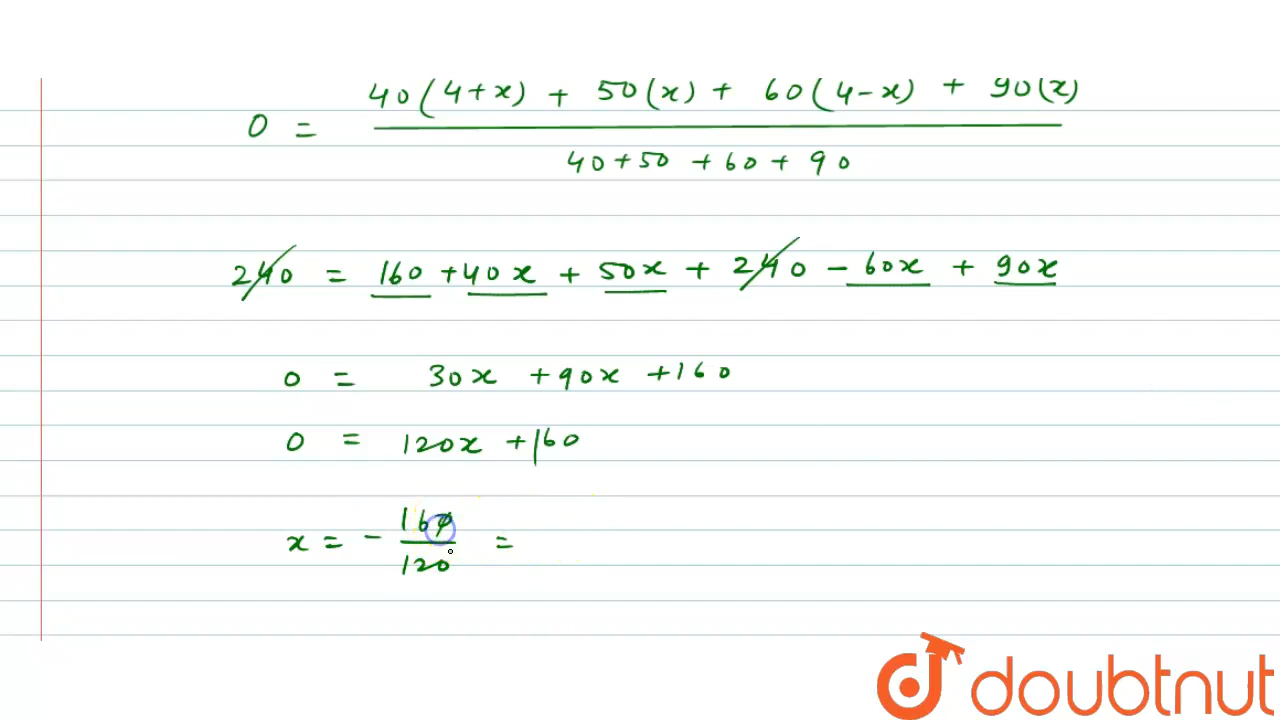 40(4+x) + 50(x) + 60(4-x) + 90(x)
0 =
40+50 +60+ 90
240 = 160 +40x + 50x + 240 - 60x + 90x
0 = 30x +90x +160
0 = 120x +160
x = - 160/120 =
doubtnut